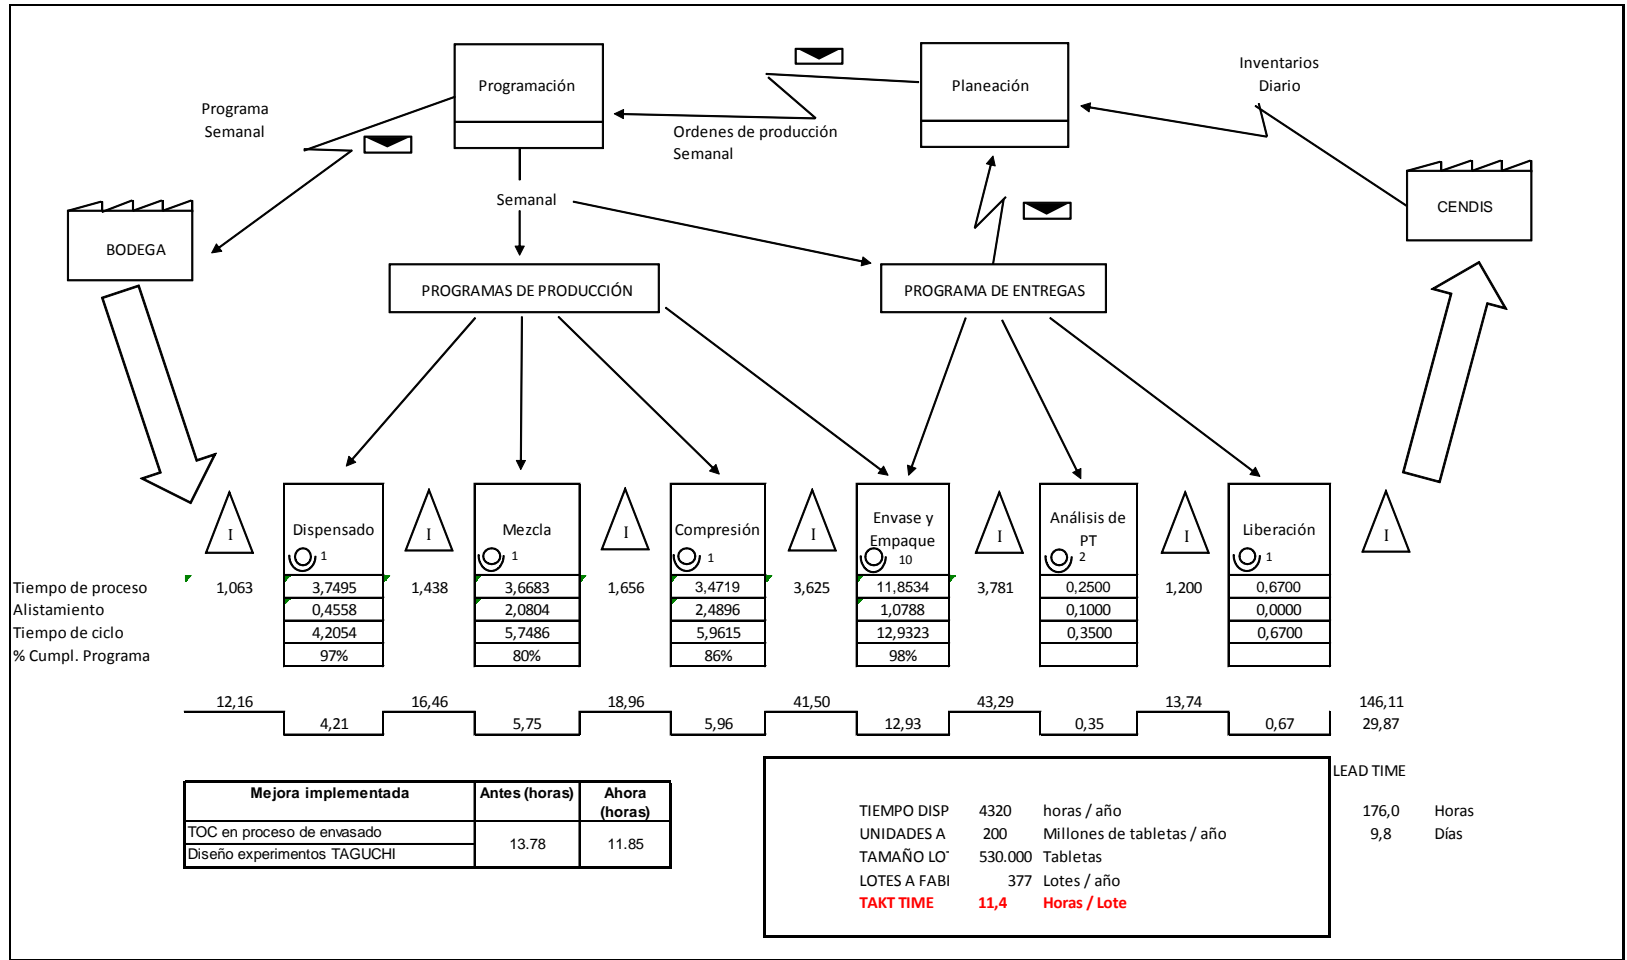 Programación
Planeación
Inventarios
Diario
Programa
Semanal
Ordenes de producción
Semanal
Semanal
BODEGA
CENDIS
PROGRAMAS DE PRODUCCIÓN
PROGRAMA DE ENTREGAS
I Dispensado 1 I Mezcla 1 I Compresión 1 I Envase y Empaque 10 I Análisis de PT 2 I Liberación 1 I
Tiempo de proceso 1,063 3,7495 1,438 3,6683 1,656 3,4719 3,625 11,8534 3,781 0,2500 1,200 0,6700
Alistamiento 0,4558 2,0804 2,4896 1,0788 0,1000 0,0000
Tiempo de ciclo 4,2054 5,7486 5,9615 12,9323 0,3500 0,6700
% Cumpl. Programa 97% 80% 86% 98%
12,16 16,46 18,96 41,50 43,29 13,74 146,11
4,21 5,75 5,96 12,93 0,35 0,67 29,87
LEAD TIME
176,0 Horas
9,8 Días
Mejora implementada Antes (horas) Ahora (horas)
TOC en proceso de envasado
Diseño experimentos TAGUCHI
13.78 11.85
TIEMPO DISP 4320 horas / año
UNIDADES A 200 Millones de tabletas / año
TAMAÑO LO 530.000 Tabletas
LOTES A FABI 377 Lotes / año
TAKT TIME 11,4 Horas / Lote